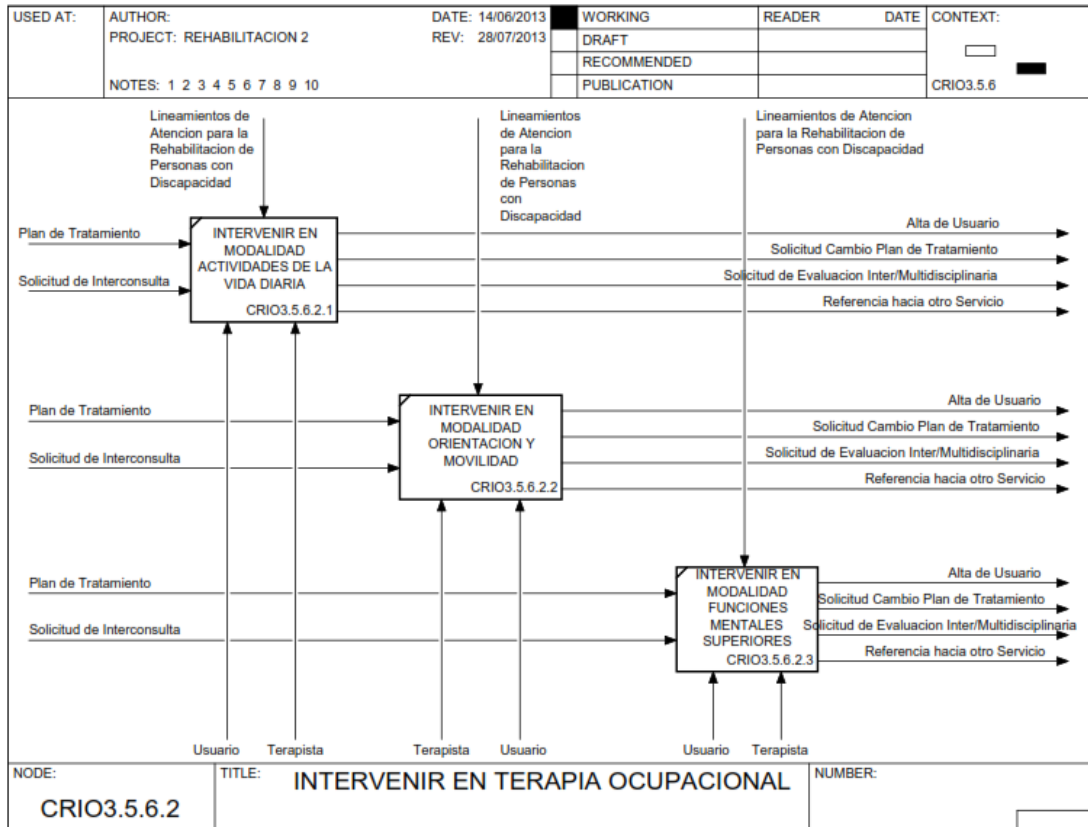 USED AT:
AUTHOR:
DATE: 14/06/2013
PROJECT: REHABILITACION 2
REV: 28/07/2013
NOTES: 1 2 3 4 5 6 7 8 9 10
WORKING
DRAFT
RECOMMENDED
PUBLICATION
READER
DATE
CONTEXT:
CRIO3.5.6
Lineamientos de
Atencion para la
Rehabilitacion de
Personas con
Discapacidad
Lineamientos
de Atencion
para la
Rehabilitacion
de Personas
con
Discapacidad
Lineamientos de Atencion
para la Rehabilitacion de
Personas con Discapacidad
Plan de Tratamiento
Solicitud de Interconsulta
INTERVENIR EN
MODALIDAD
ACTIVIDADES DE LA
VIDA DIARIA
CRIO3.5.6.2.1
Alta de Usuario
Solicitud Cambio Plan de Tratamiento
Solicitud de Evaluacion Inter/Multidisciplinaria
Referencia hacia otro Servicio
Plan de Tratamiento
Solicitud de Interconsulta
INTERVENIR EN
MODALIDAD
ORIENTACION Y
MOVILIDAD
CRIO3.5.6.2.2
Alta de Usuario
Solicitud Cambio Plan de Tratamiento
Solicitud de Evaluacion Inter/Multidisciplinaria
Referencia hacia otro Servicio
Plan de Tratamiento
Solicitud de Interconsulta
INTERVENIR EN
MODALIDAD
FUNCIONES
MENTALES
SUPERIORES
CRIO3.5.6.2.3
Alta de Usuario
Solicitud Cambio Plan de Tratamiento
Solicitud de Evaluacion Inter/Multidisciplinaria
Referencia hacia otro Servicio
Usuario
Terapista
Terapista
Usuario
Usuario
Terapista
NODE:
CRIO3.5.6.2
TITLE:
INTERVENIR EN TERAPIA OCUPACIONAL
NUMBER: